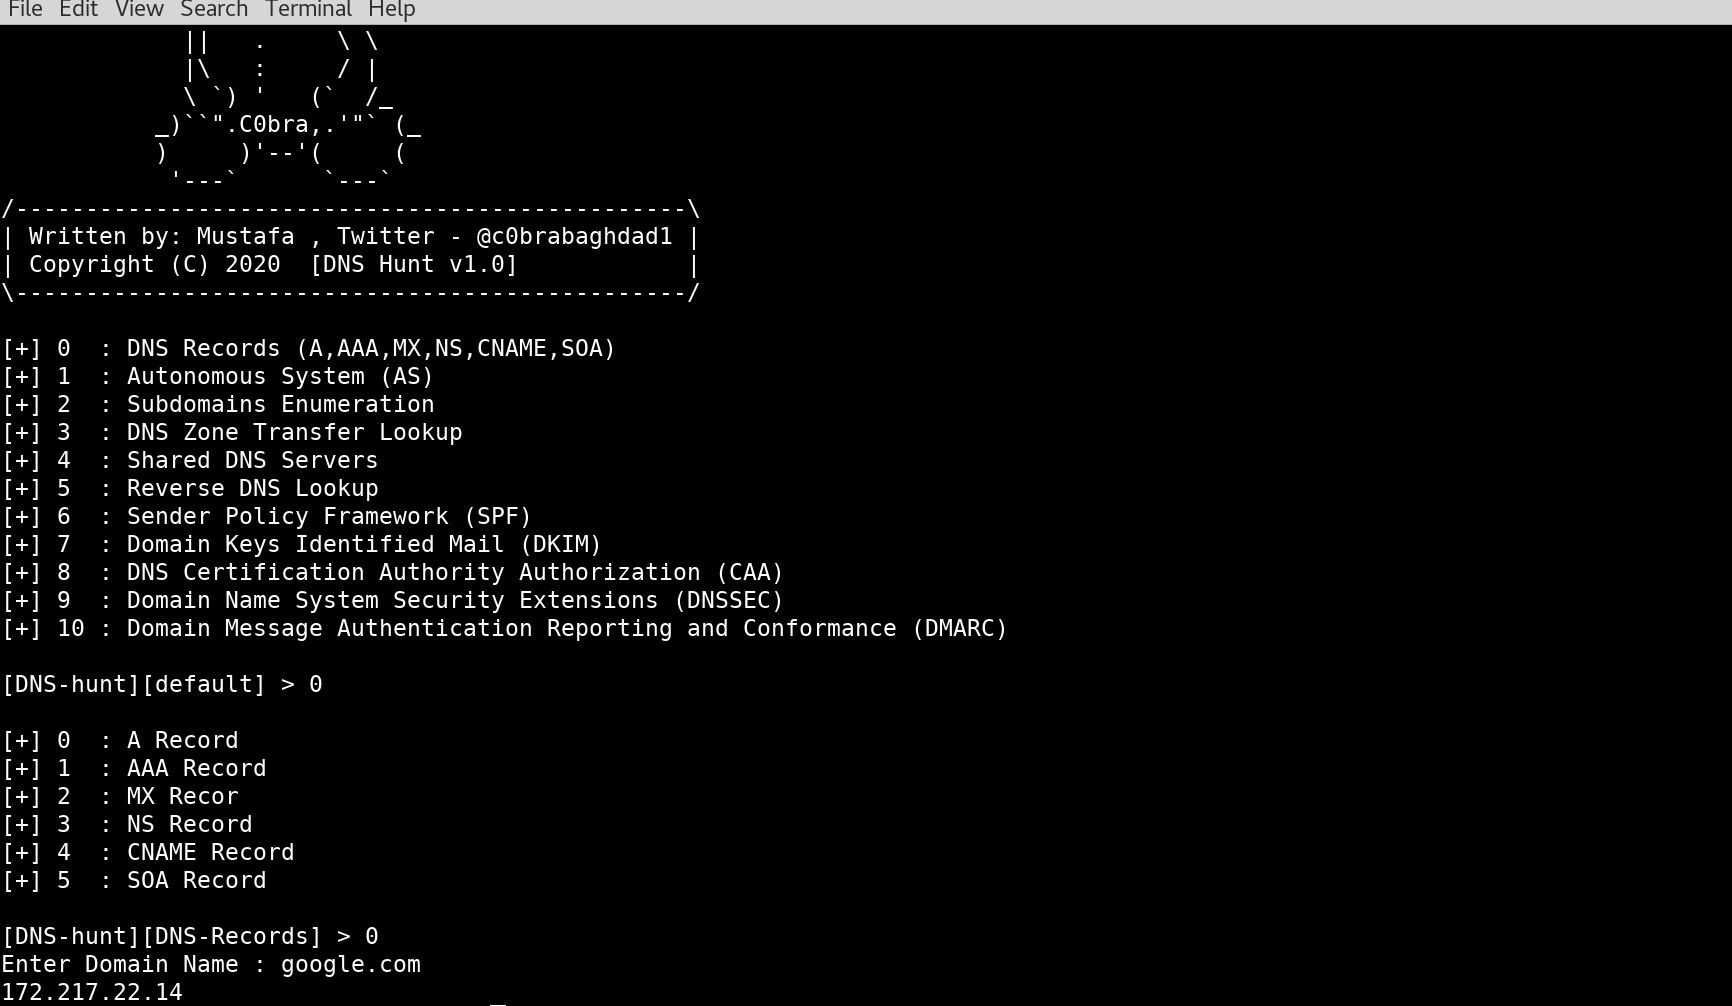 File Edit View Search Terminal Help
||   .     \ \
|\   :     / |
\ `) '   (`  /_
_)``".C0bra,.'"` (_
)     )'--'(     (
'---`      `---`
/------------------------------------------------\
| Written by: Mustafa , Twitter - @c0brabaghdad1 |
| Copyright (C) 2020  [DNS Hunt v1.0]            |
\------------------------------------------------/
[+] 0  : DNS Records (A,AAA,MX,NS,CNAME,SOA)
[+] 1  : Autonomous System (AS)
[+] 2  : Subdomains Enumeration
[+] 3  : DNS Zone Transfer Lookup
[+] 4  : Shared DNS Servers
[+] 5  : Reverse DNS Lookup
[+] 6  : Sender Policy Framework (SPF)
[+] 7  : Domain Keys Identified Mail (DKIM)
[+] 8  : DNS Certification Authority Authorization (CAA)
[+] 9  : Domain Name System Security Extensions (DNSSEC)
[+] 10 : Domain Message Authentication Reporting and Conformance (DMARC)
[DNS-hunt][default] > 0
[+] 0  : A Record
[+] 1  : AAA Record
[+] 2  : MX Recor
[+] 3  : NS Record
[+] 4  : CNAME Record
[+] 5  : SOA Record
[DNS-hunt][DNS-Records] > 0
Enter Domain Name : google.com
172.217.22.14